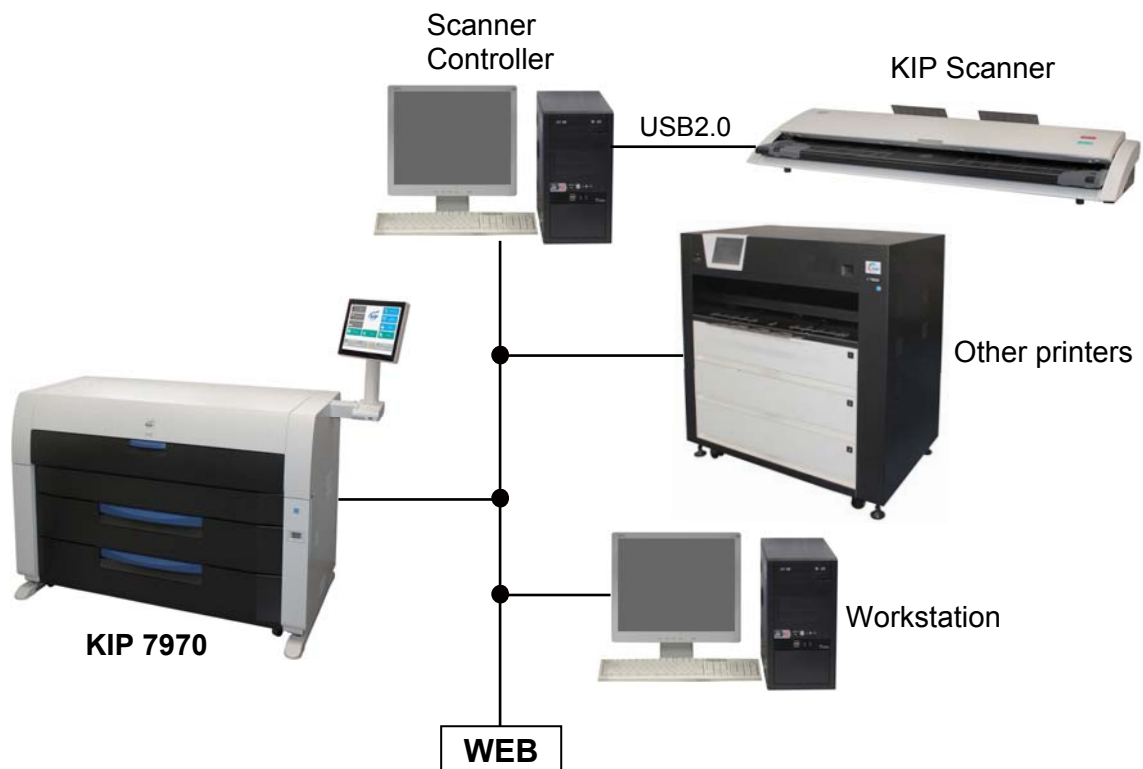 Scanner
Controller
KIP Scanner
USB2.0
Other printers
KIP 7970
Workstation
WEB